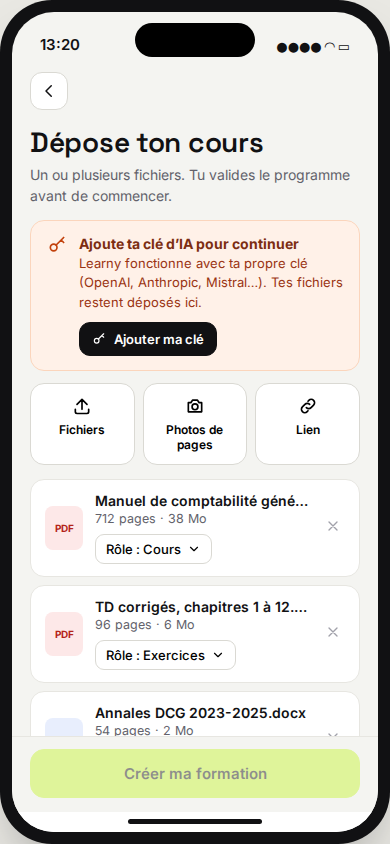 13:20
Dépose ton cours
Un ou plusieurs fichiers. Tu valides le programme
avant de commencer.
Ajoute ta clé d’IA pour continuer
Learny fonctionne avec ta propre clé
(OpenAI, Anthropic, Mistral…). Tes fichiers
restent déposés ici.
Ajouter ma clé
Fichiers
Photos de
pages
Lien
Manuel de comptabilité géné…
712 pages · 38 Mo
PDF
Rôle : Cours
TD corrigés, chapitres 1 à 12.…
96 pages · 6 Mo
PDF
Rôle : Exercices
Annales DCG 2023-2025.docx
54 pages · 2 Mo
Créer ma formation